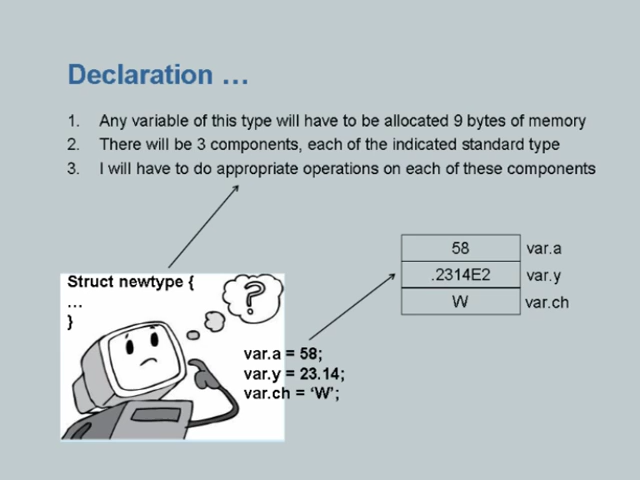 Declaration …
1. Any variable of this type will have to be allocated 9 bytes of memory
2. There will be 3 components, each of the indicated standard type
3. I will have to do appropriate operations on each of these components
58 var.a
.2314E2 var.y
W var.ch
Struct newtype {
…
}
?
var.a = 58;
var.y = 23.14;
var.ch = ‘W’;